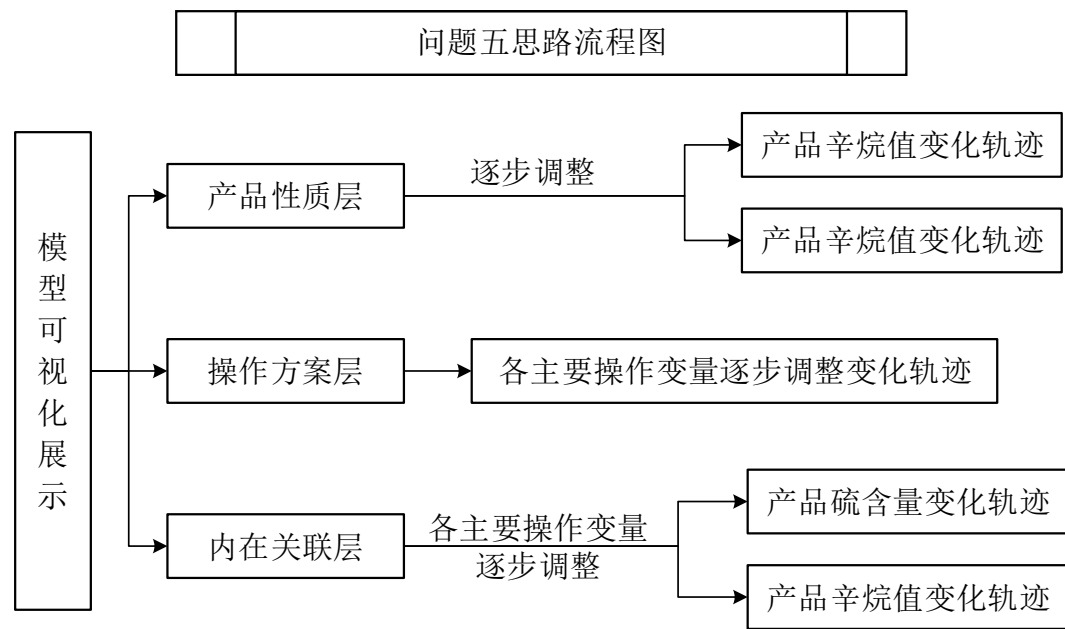 问题五思路流程图
模型可视化展示
产品性质层
逐步调整
产品辛烷值变化轨迹
产品辛烷值变化轨迹
操作方案层
各主要操作变量逐步调整变化轨迹
内在关联层
各主要操作变量
逐步调整
产品硫含量变化轨迹
产品辛烷值变化轨迹